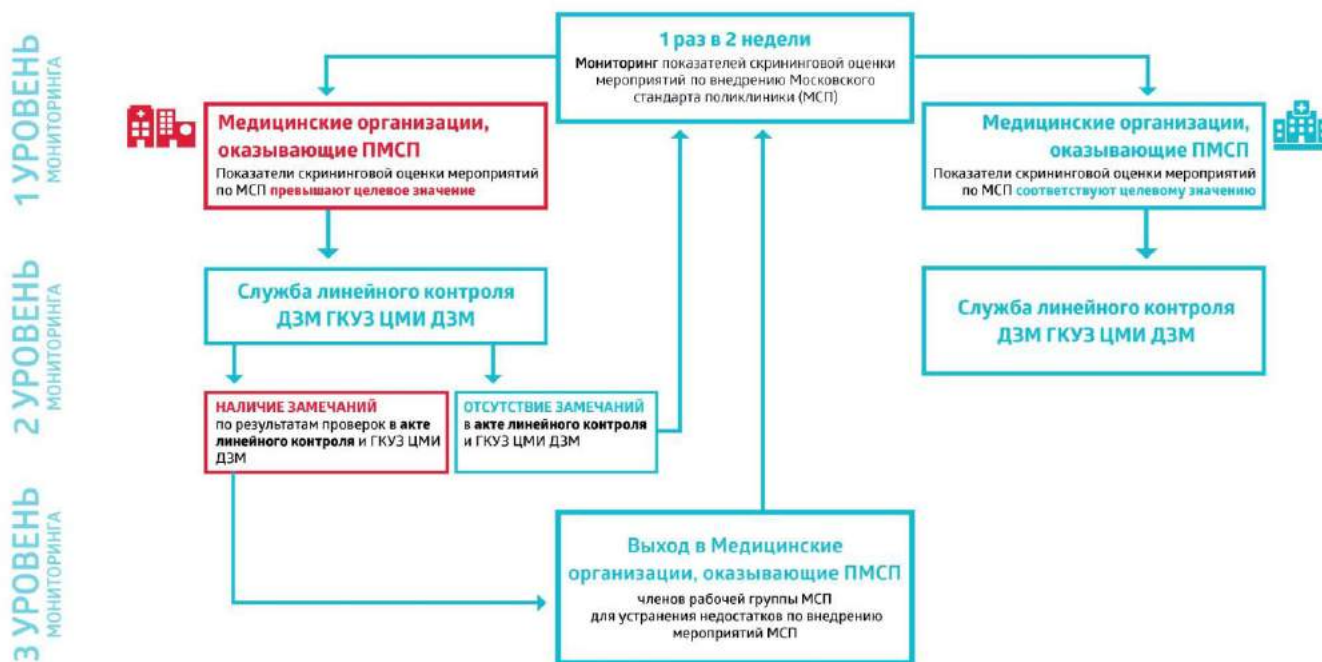 1 УРОВЕНЬ
МОНИТОРИНГА
1 раз в 2 недели
Мониторинг показателей скрининговой оценки
мероприятий по внедрению Московского
стандарта поликлиники (МСП)
Медицинские организации,
оказывающие ПМСП
Показатели скрининговой оценки мероприятий
по МСП превышают целевое значение
Медицинские организации,
оказывающие ПМСП
Показатели скрининговой оценки мероприятий
по МСП соответствуют целевому значению
2 УРОВЕНЬ
МОНИТОРИНГА
Служба линейного контроля
ДЗМ ГКУЗ ЦМИ ДЗМ
Служба линейного контроля
ДЗМ ГКУЗ ЦМИ ДЗМ
НАЛИЧИЕ ЗАМЕЧАНИЙ
по результатам проверок в акте
линейного контроля и ГКУЗ ЦМИ
ДЗМ
ОТСУТСТВИЕ ЗАМЕЧАНИЙ
в акте линейного контроля
и ГКУЗ ЦМИ ДЗМ
3 УРОВЕНЬ
МОНИТОРИНГА
Выход в Медицинские
организации, оказывающие ПМСП
членов рабочей группы МСП
для устранения недостатков по внедрению
мероприятий МСП